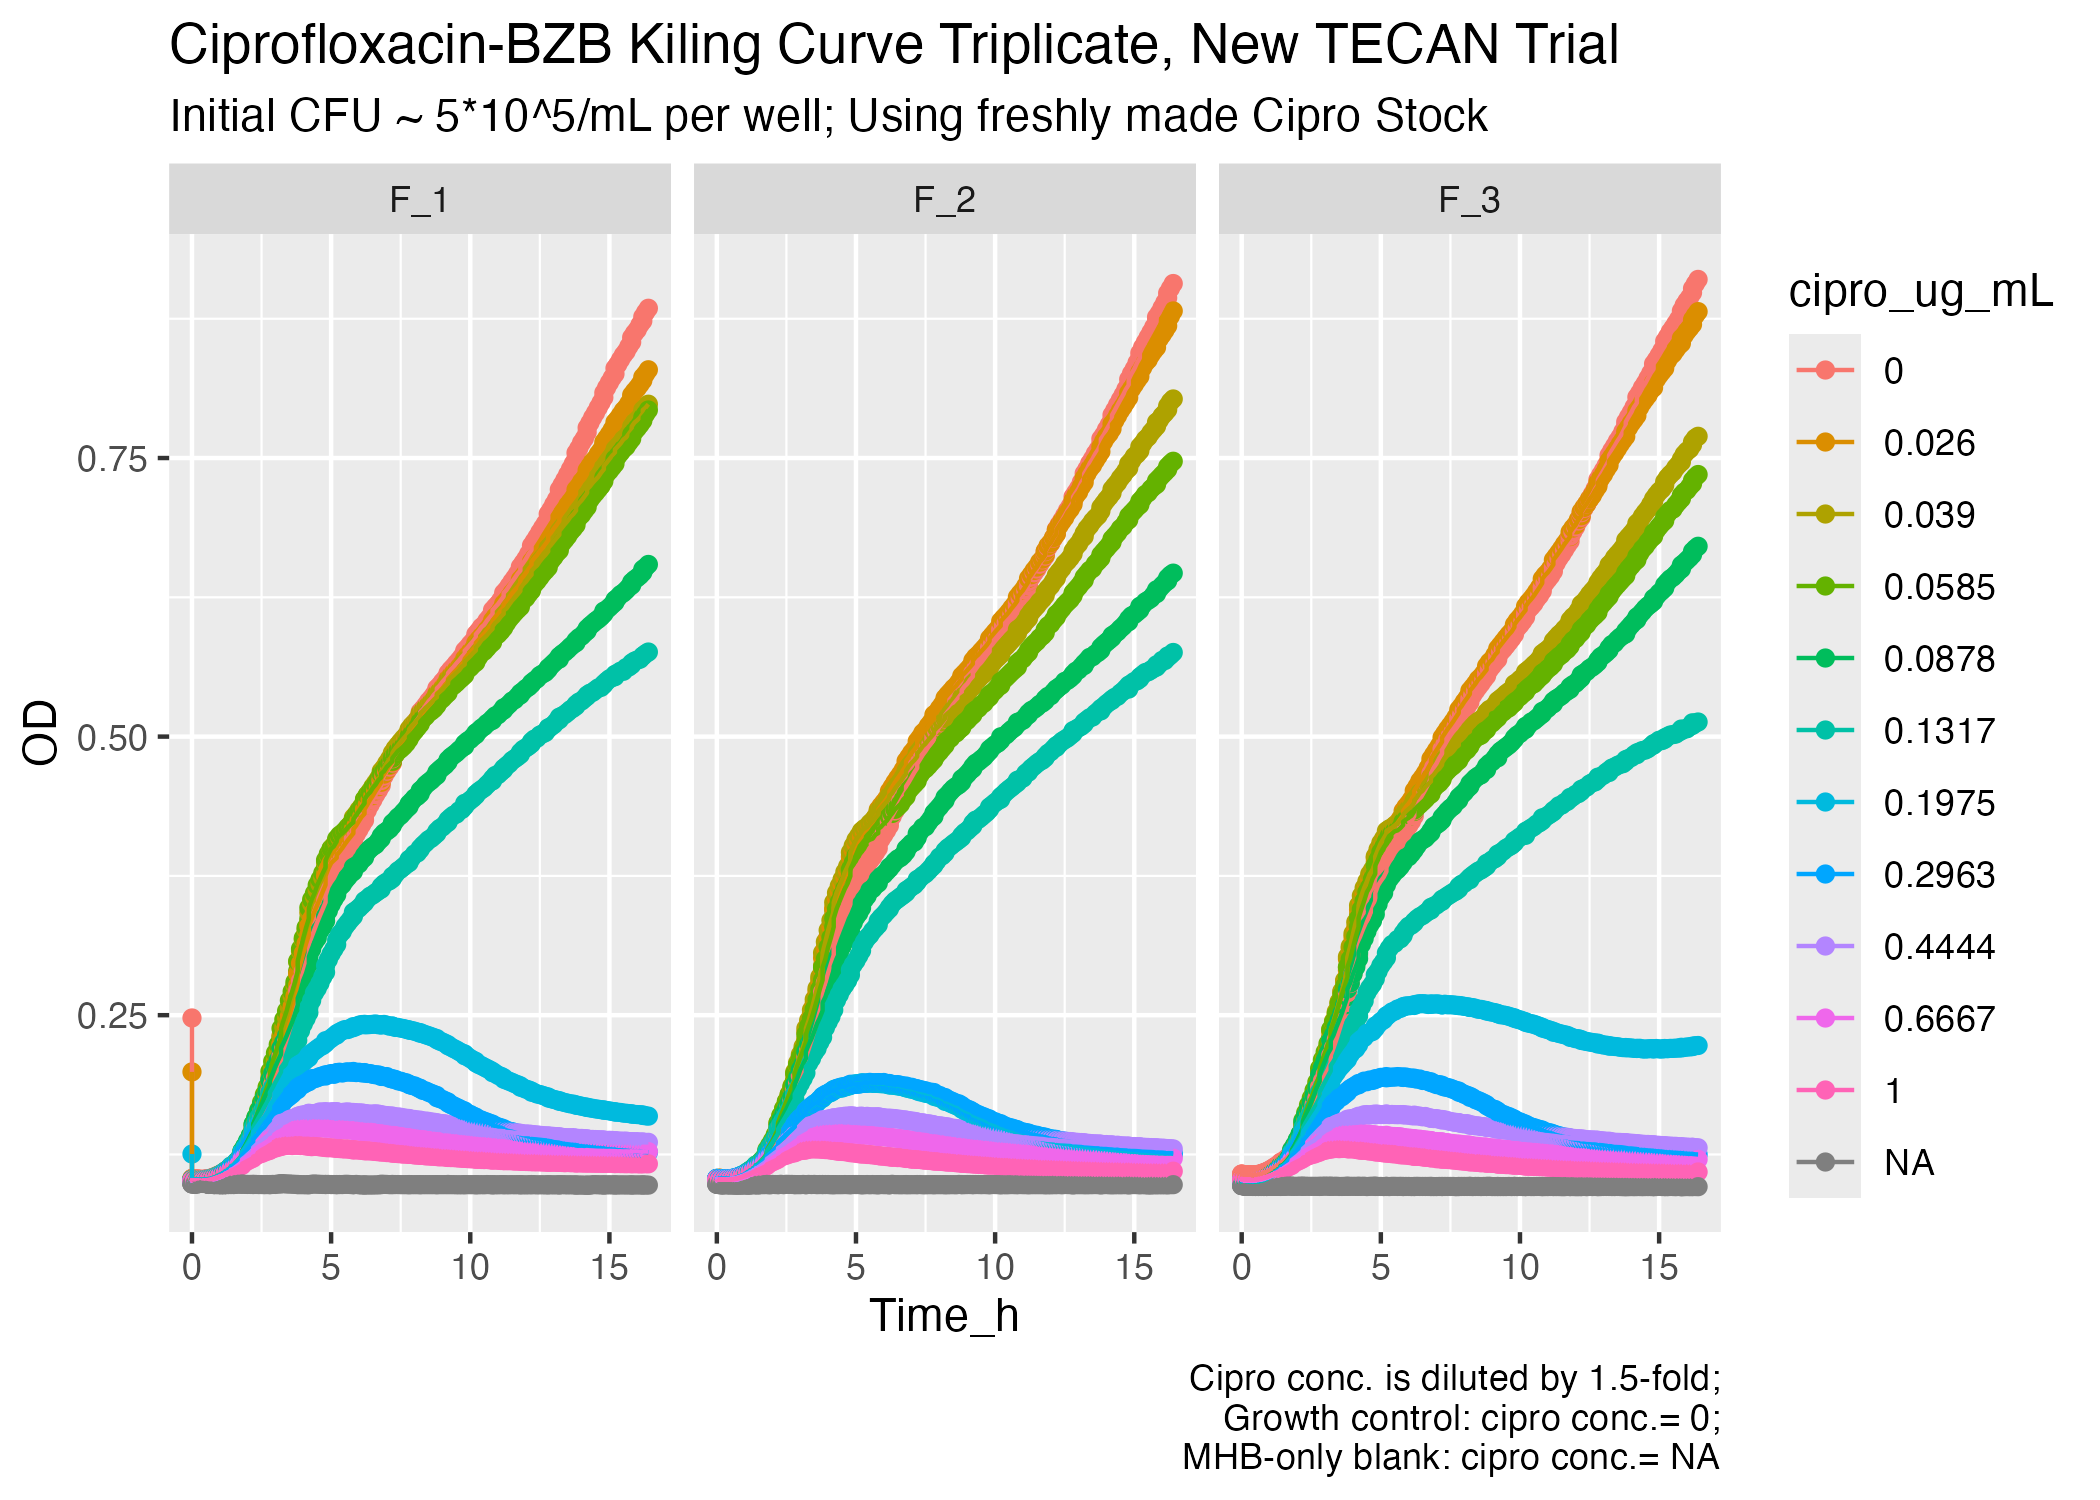 Ciprofloxacin-BZB Kiling Curve Triplicate, New TECAN Trial
Initial CFU ~ 5*10^5/mL per well; Using freshly made Cipro Stock
F_1
F_2
F_3
OD
0.75
0.50
0.25
0
5
10
15
0
5
10
15
0
5
10
15
Time_h
cipro_ug_mL
0
0.026
0.039
0.0585
0.0878
0.1317
0.1975
0.2963
0.4444
0.6667
1
NA
Cipro conc. is diluted by 1.5-fold;
Growth control: cipro conc.= 0;
MHB-only blank: cipro conc.= NA